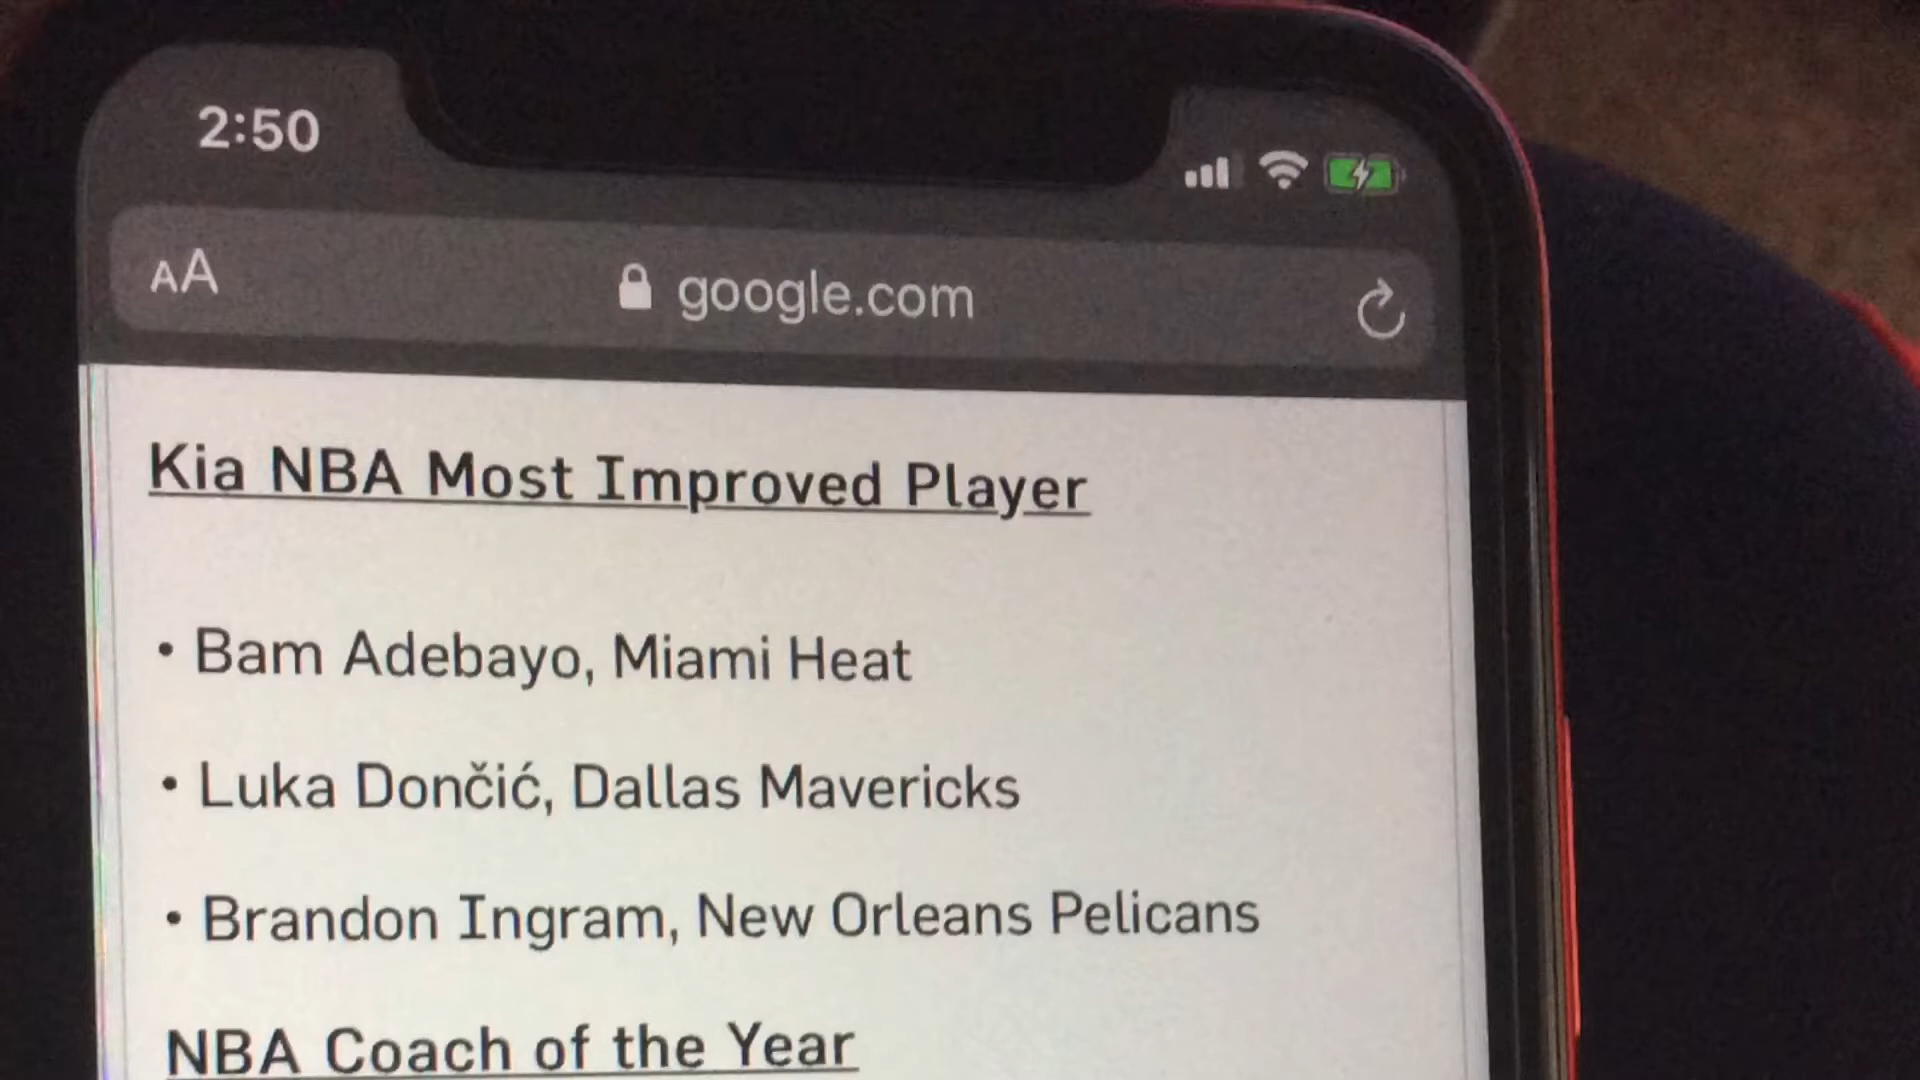 2:50
AA google.com
Kia NBA Most Improved Player
• Bam Adebayo, Miami Heat
• Luka Dončić, Dallas Mavericks
• Brandon Ingram, New Orleans Pelicans
NBA Coach of the Year